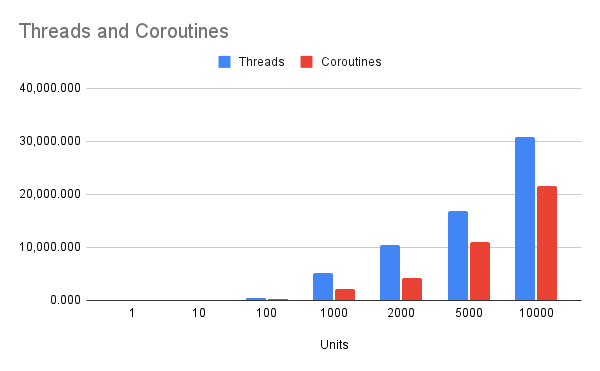 Threads and Coroutines
Threads Coroutines
40,000.000
30,000.000
20,000.000
10,000.000
0.000
1 10 100 1000 2000 5000 10000
Units